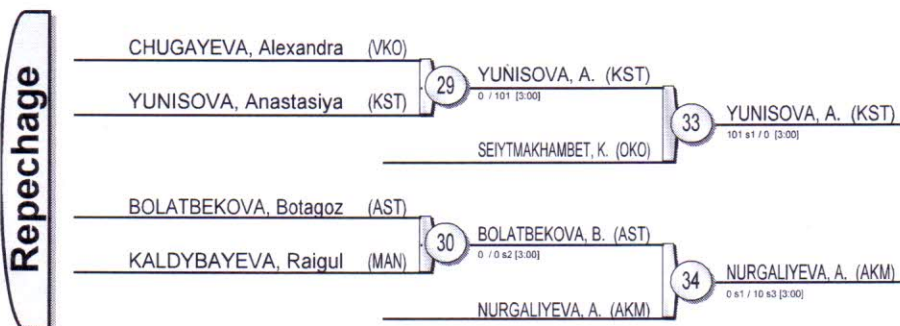 Repechage
CHUGAYEVA, Alexandra (VKO)
YUNISOVA, Anastasiya (KST)
29
YUNISOVA, A. (KST)
0 / 101 [3:00]
SEIYTMAKHAMBET, K. (OKO)
33
YUNISOVA, A. (KST)
101 s1 / 0 [3:00]
BOLATBEKOVA, Botagoz (AST)
KALDYBAYEVA, Raigul (MAN)
30
BOLATBEKOVA, B. (AST)
0 / 0 s2 [3:00]
NURGALIYEVA, A. (AKM)
34
NURGALIYEVA, A. (AKM)
0 s1 / 10 s3 [3:00]